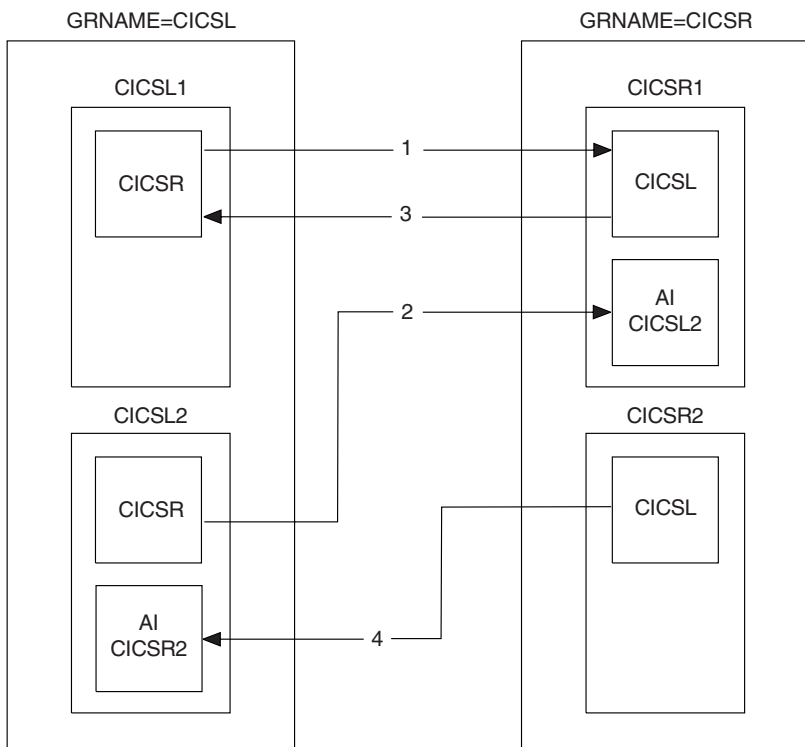 GRNAME=CICSL
GRNAME=CICSR
CICSL1
CICSR1
CICSR
1
CICSL
3
2
AI
CICSL2
CICSL2
CICSR2
CICSR
CICSL
AI
CICSR2
4